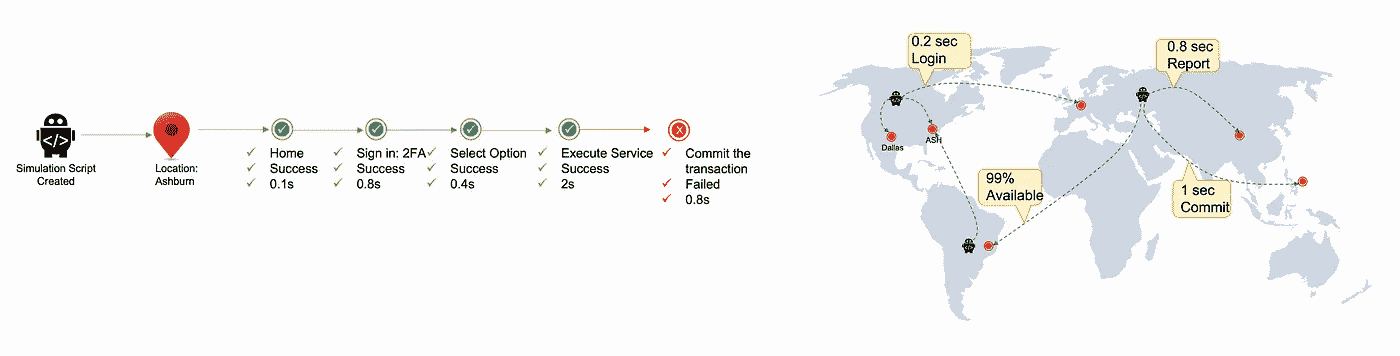 Simulation Script
Created
Location:
Ashburn
Home
Success
0.1s
Sign in: 2FA
Success
0.8s
Select Option
Success
0.4s
Execute Service
Success
2s
Commit the
transaction
Failed
0.8s
0.2 sec
Login
0.8 sec
Report
Dallas
ASH
99%
Available
1 sec
Commit